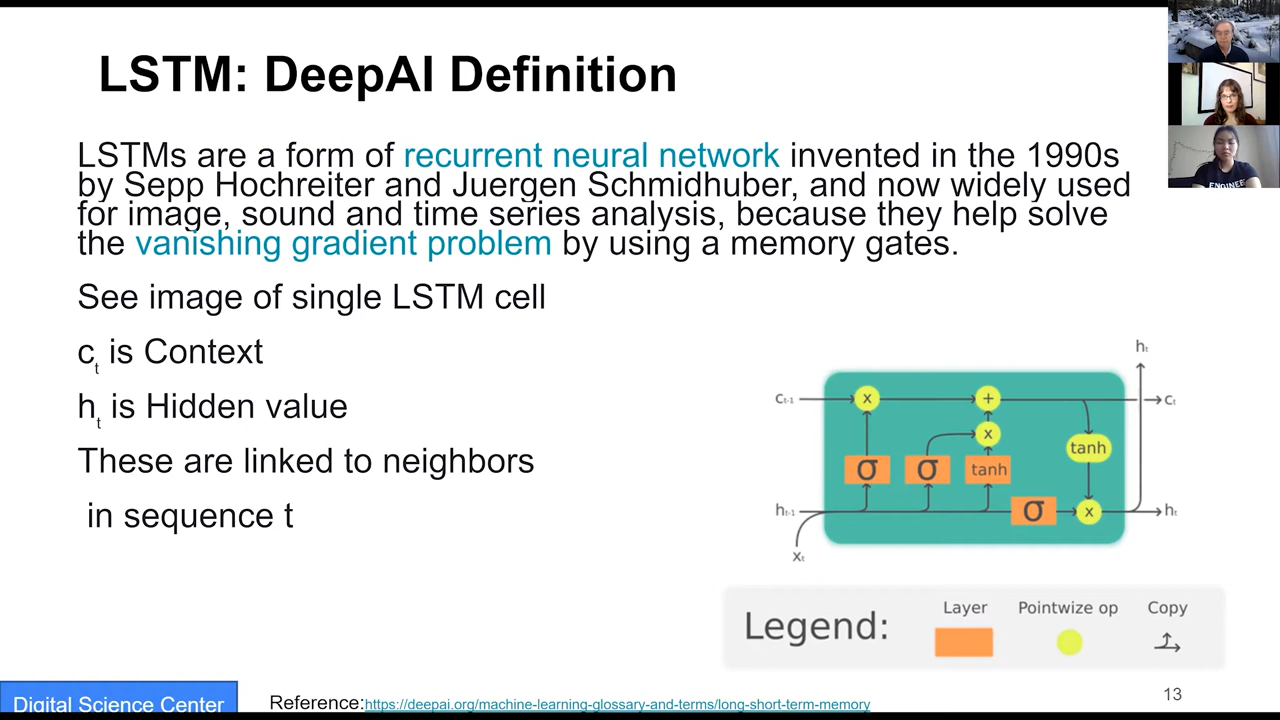 LSTM: DeepAI Definition
LSTMs are a form of recurrent neural network invented in the 1990s
by Sepp Hochreiter and Juergen Schmidhuber, and now widely used
for image, sound and time series analysis, because they help solve
the vanishing gradient problem by using a memory gates.
See image of single LSTM cell
cₜ is Context
hₜ is Hidden value
These are linked to neighbors
in sequence t
hₜ
cₜ₋₁ x + cₜ
x
tanh
σ σ tanh
hₜ₋₁ σ x hₜ
xₜ
Legend:
Layer Pointwize op Copy
Digital Science Center
Reference:https://deepai.org/machine-learning-glossary-and-terms/long-short-term-memory
13
ENGINEE